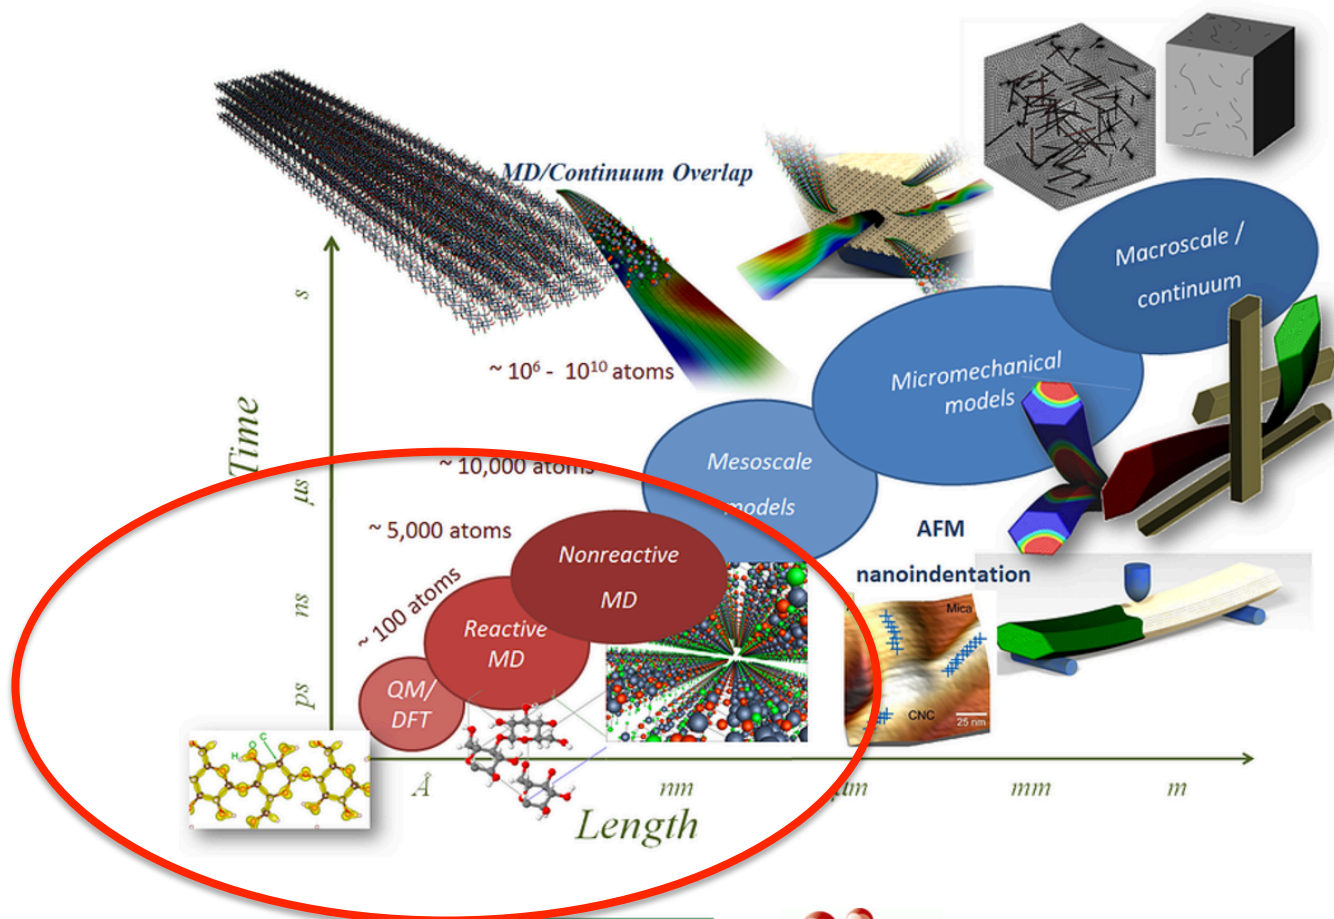 MD/Continuum Overlap
Macroscale /
continuum
s
~ 10⁶ - 10¹⁰ atoms
Micromechanical
models
Time
~ 10,000 atoms
Mesoscale
models
μs
~ 5,000 atoms
AFM
nanoindentation
Nonreactive
MD
ns
~ 100 atoms
Reactive
MD
Mica
QM/
DFT
ps
CNC
25 nm
C
O
H
Å
nm
μm
mm
m
Length